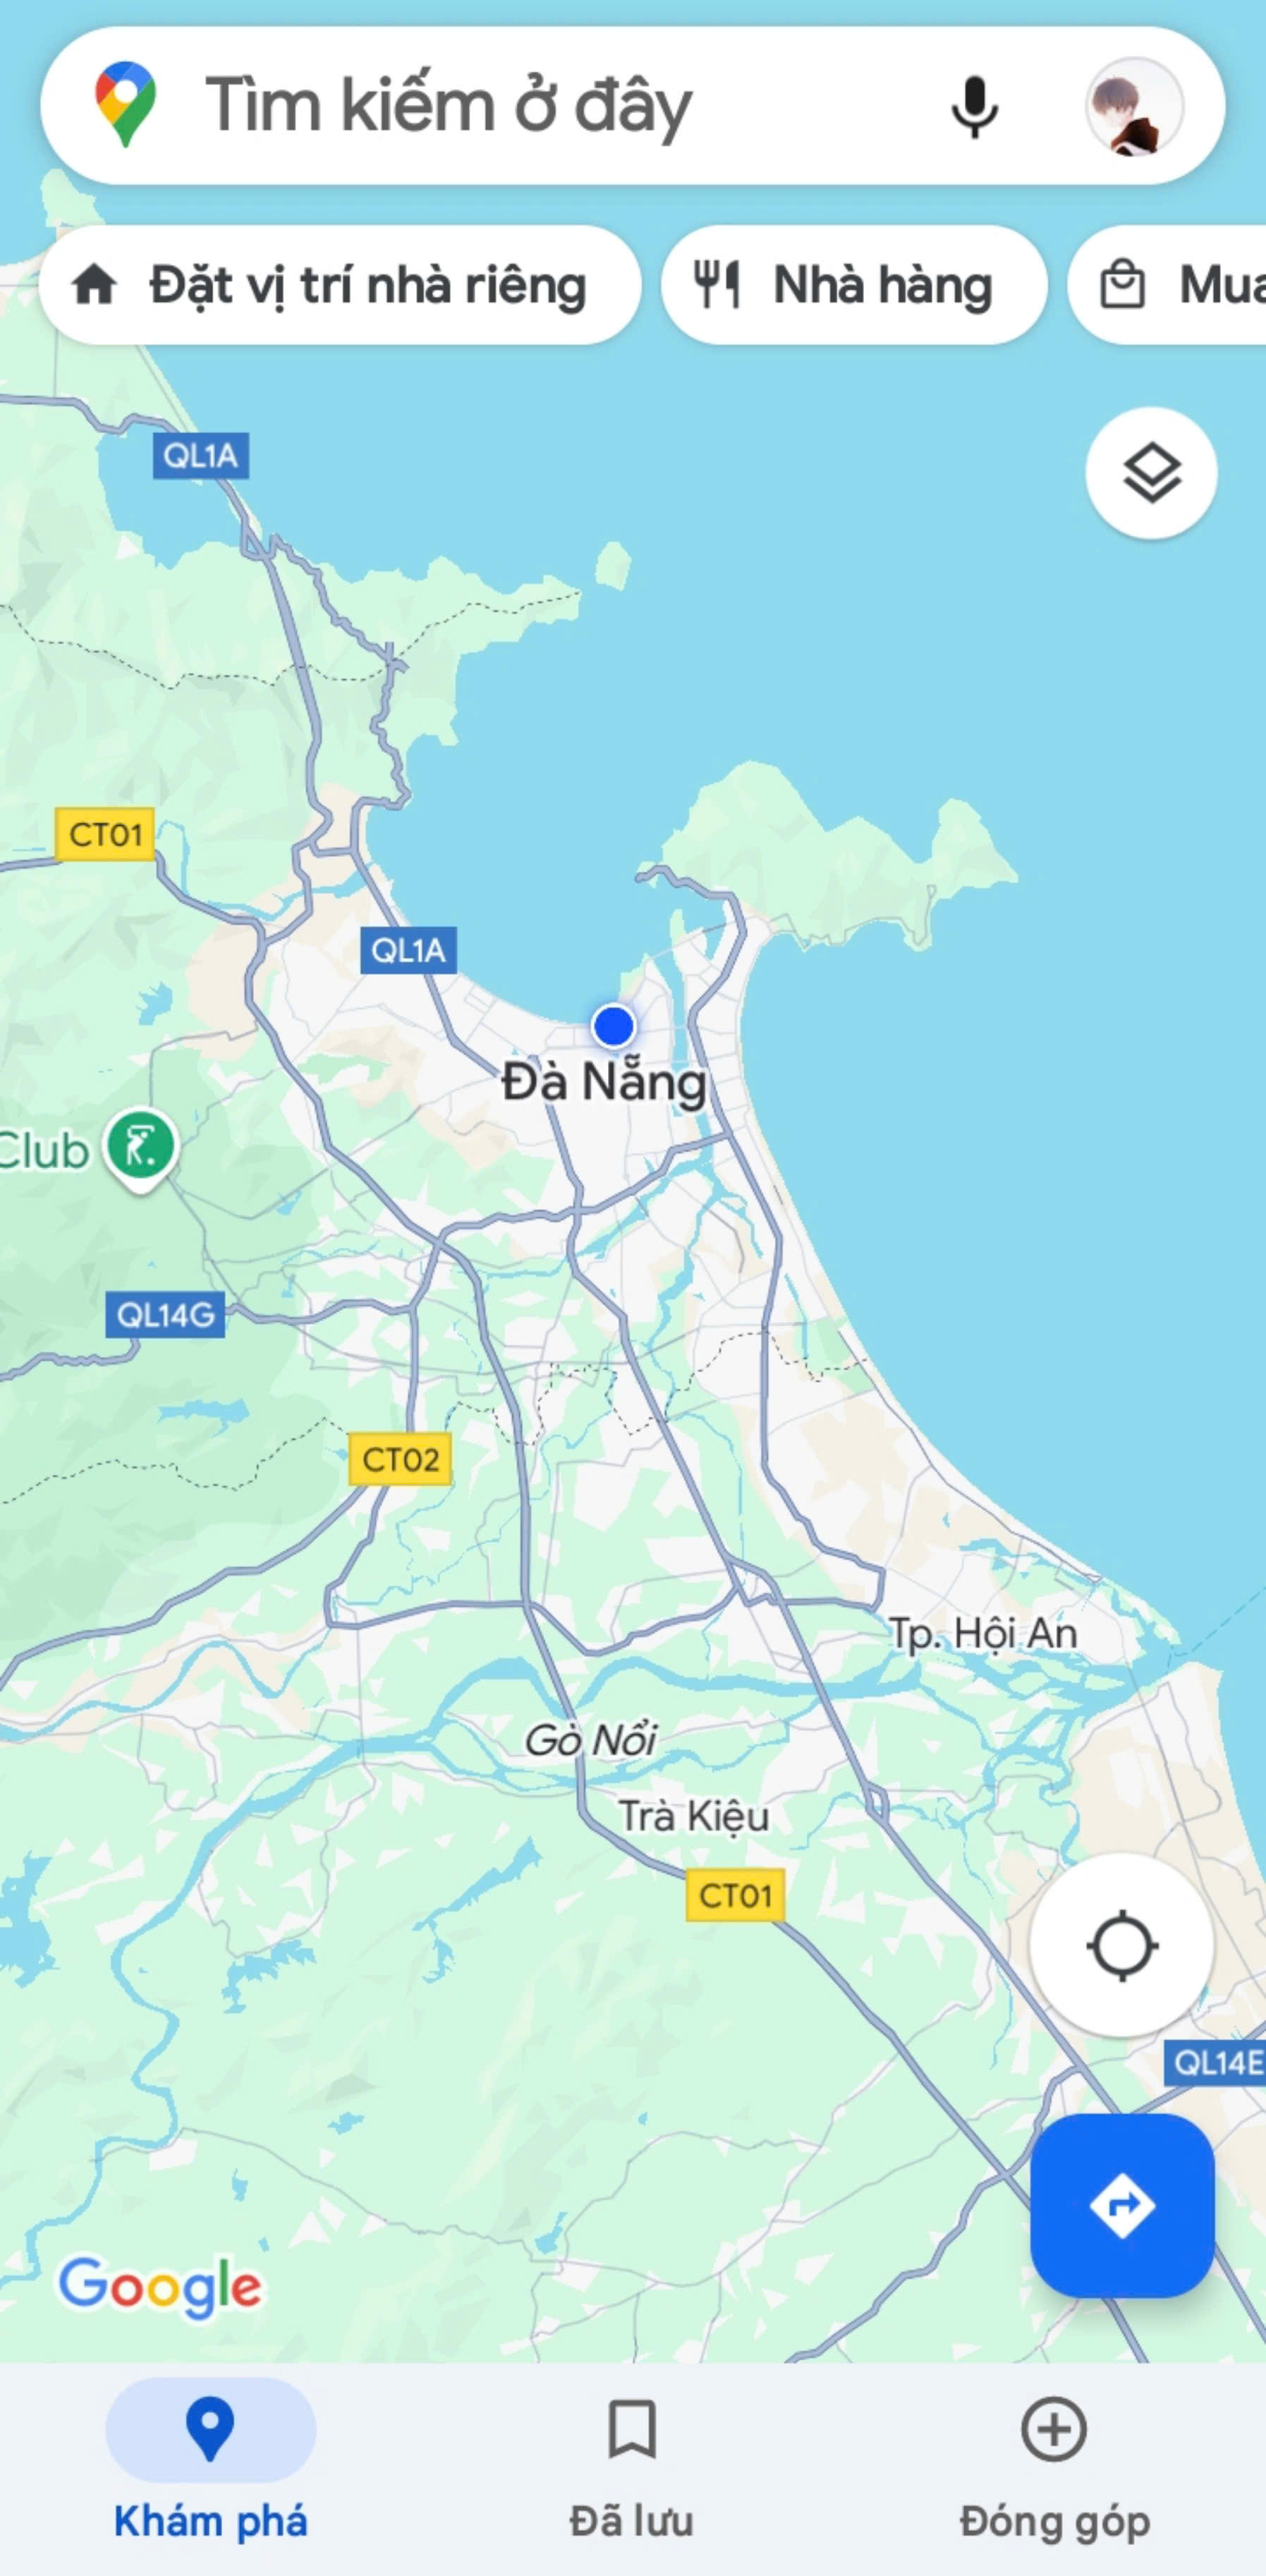 Tìm kiếm ở đây
Đặt vị trí nhà riêng
Nhà hàng
Mua
QL1A
CT01
QL1A
Đà Nẵng
Club
QL14G
CT02
Tp. Hội An
Gò Nổi
Trà Kiệu
CT01
QL14E
Google
Khám phá
Đã lưu
Đóng góp